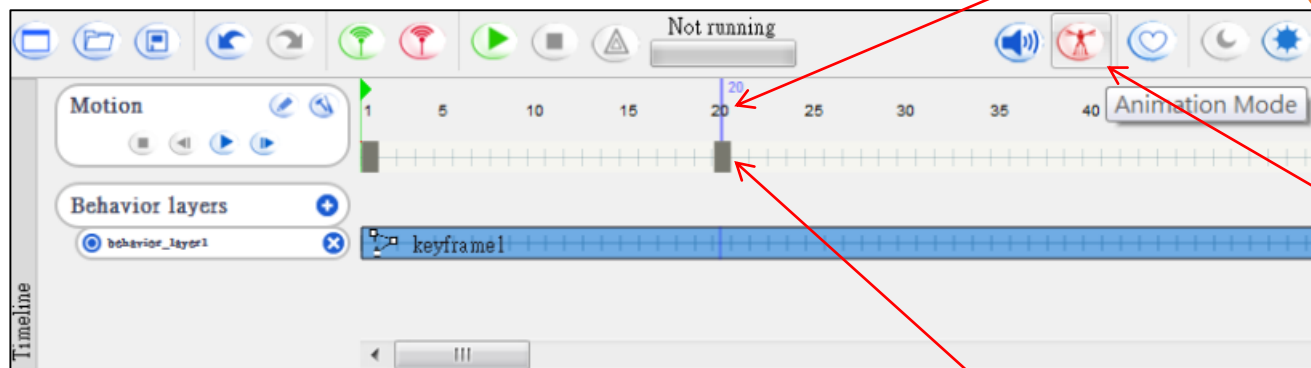 Not running
20
Motion
1 5 10 15 20 25 30 35 40
Animation Mode
Behavior layers
behavior_layer1
keyframe1
Timeline